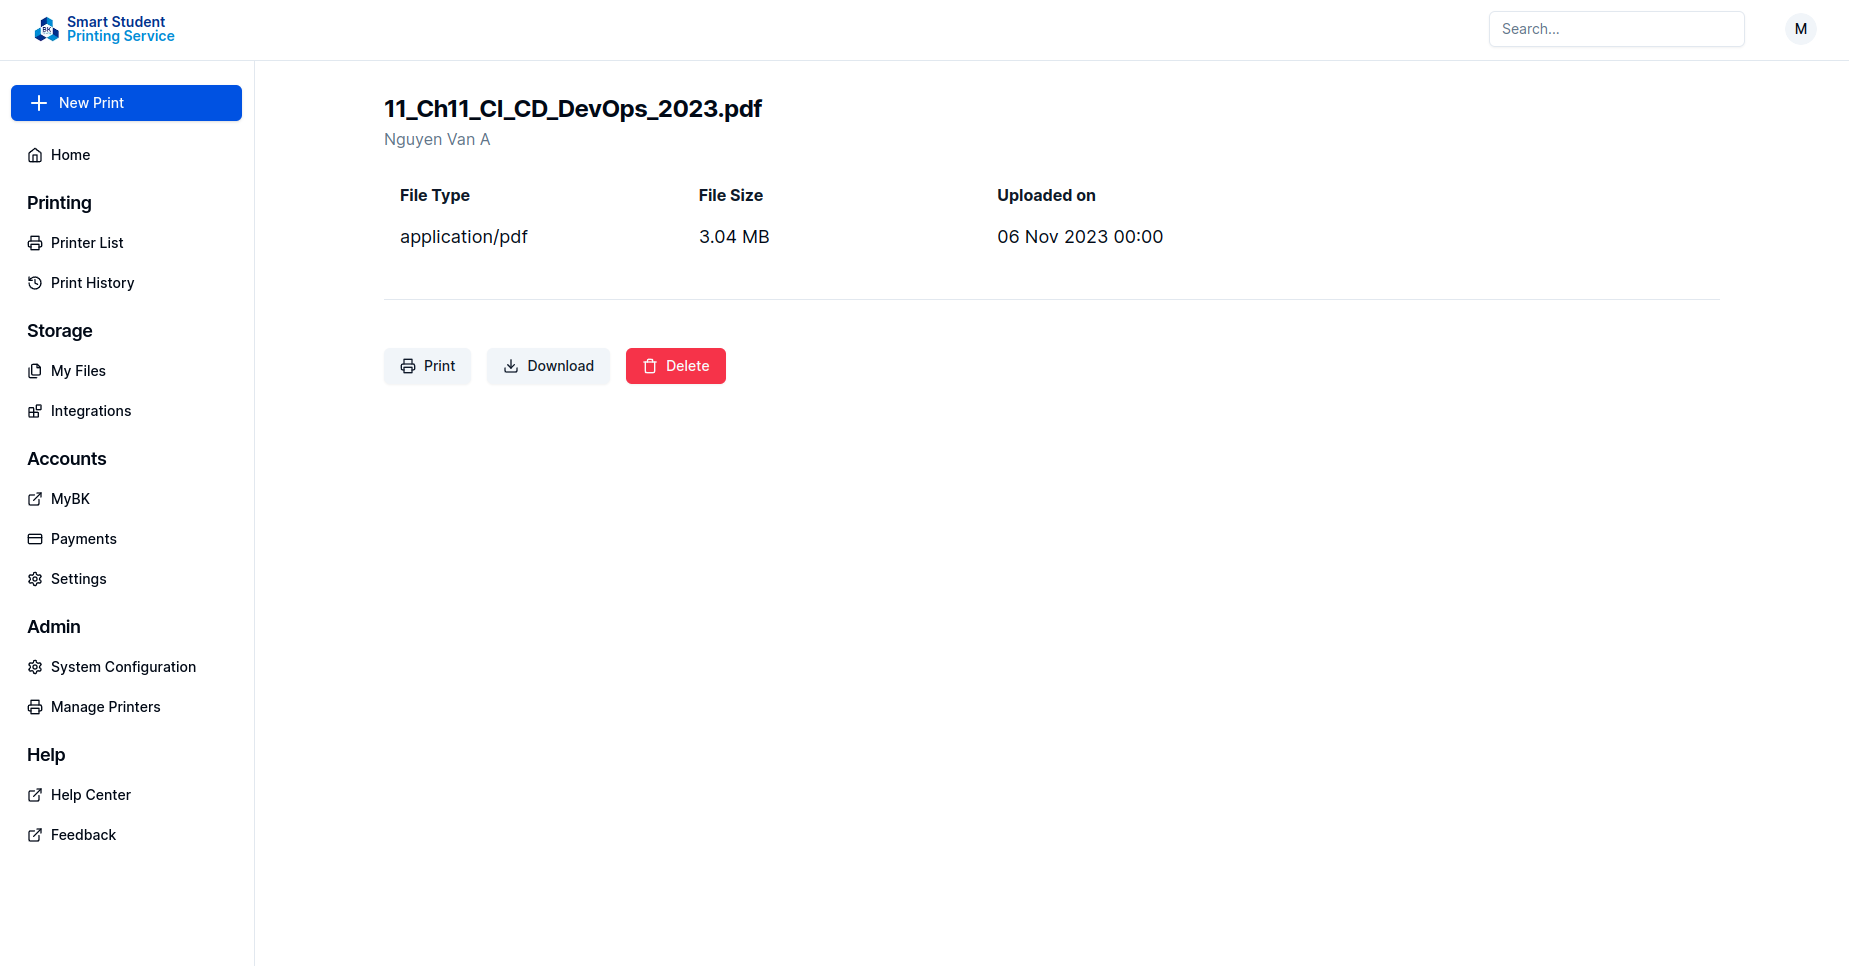 Smart Student
Printing Service
Search...
M
New Print
Home
Printing
Printer List
Print History
Storage
My Files
Integrations
Accounts
MyBK
Payments
Settings
Admin
System Configuration
Manage Printers
Help
Help Center
Feedback
11_Ch11_CI_CD_DevOps_2023.pdf
Nguyen Van A
File Type File Size Uploaded on
application/pdf 3.04 MB 06 Nov 2023 00:00
Print Download Delete